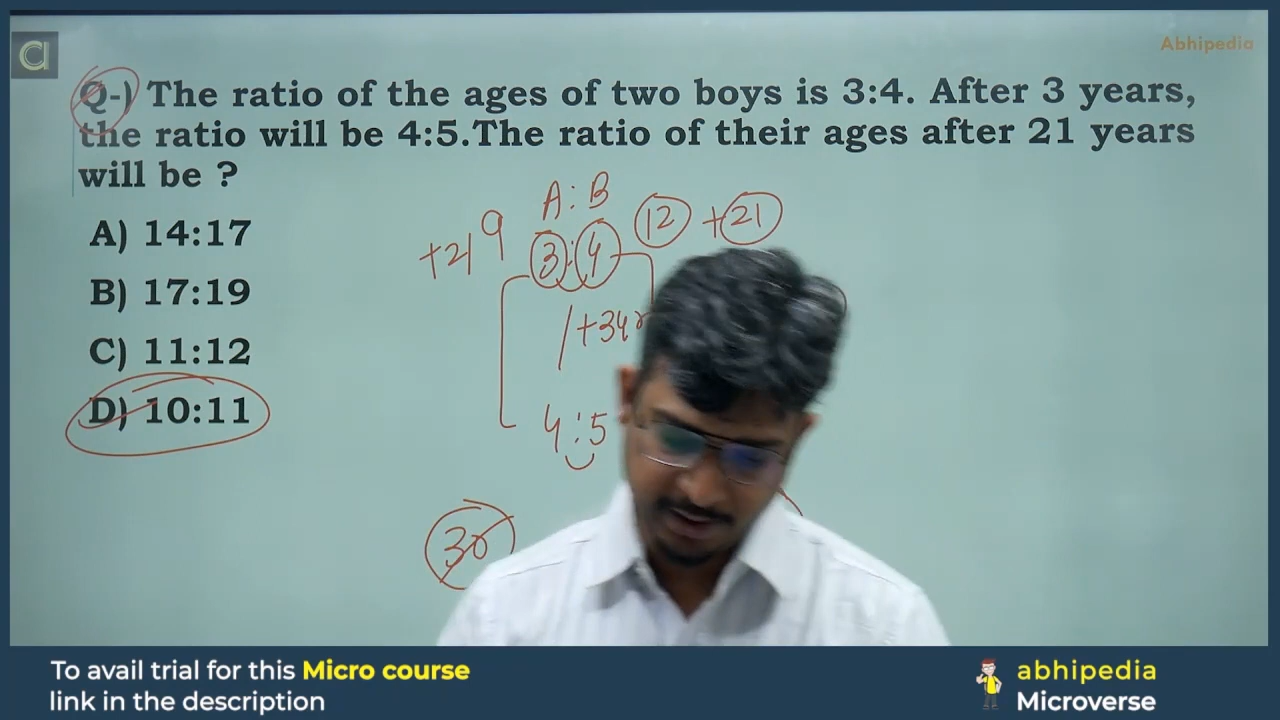 Abhipedia
Q-) The ratio of the ages of two boys is 3:4. After 3 years,
the ratio will be 4:5.The ratio of their ages after 21 years
will be ?
A) 14:17
B) 17:19
C) 11:12
D) 10:11
A : B
+21 9 3 : 4 12 +21
4 : 5
30
To avail trial for this Micro course
link in the description
abhipedia
Microverse